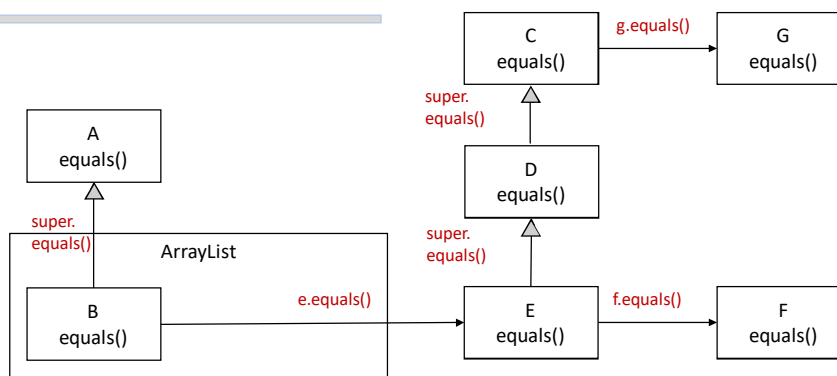 C
equals()
g.equals()
G
equals()
super.
equals()
A
equals()
D
equals()
super.
equals()
super.
equals()
ArrayList
B
equals()
e.equals()
E
equals()
f.equals()
F
equals()